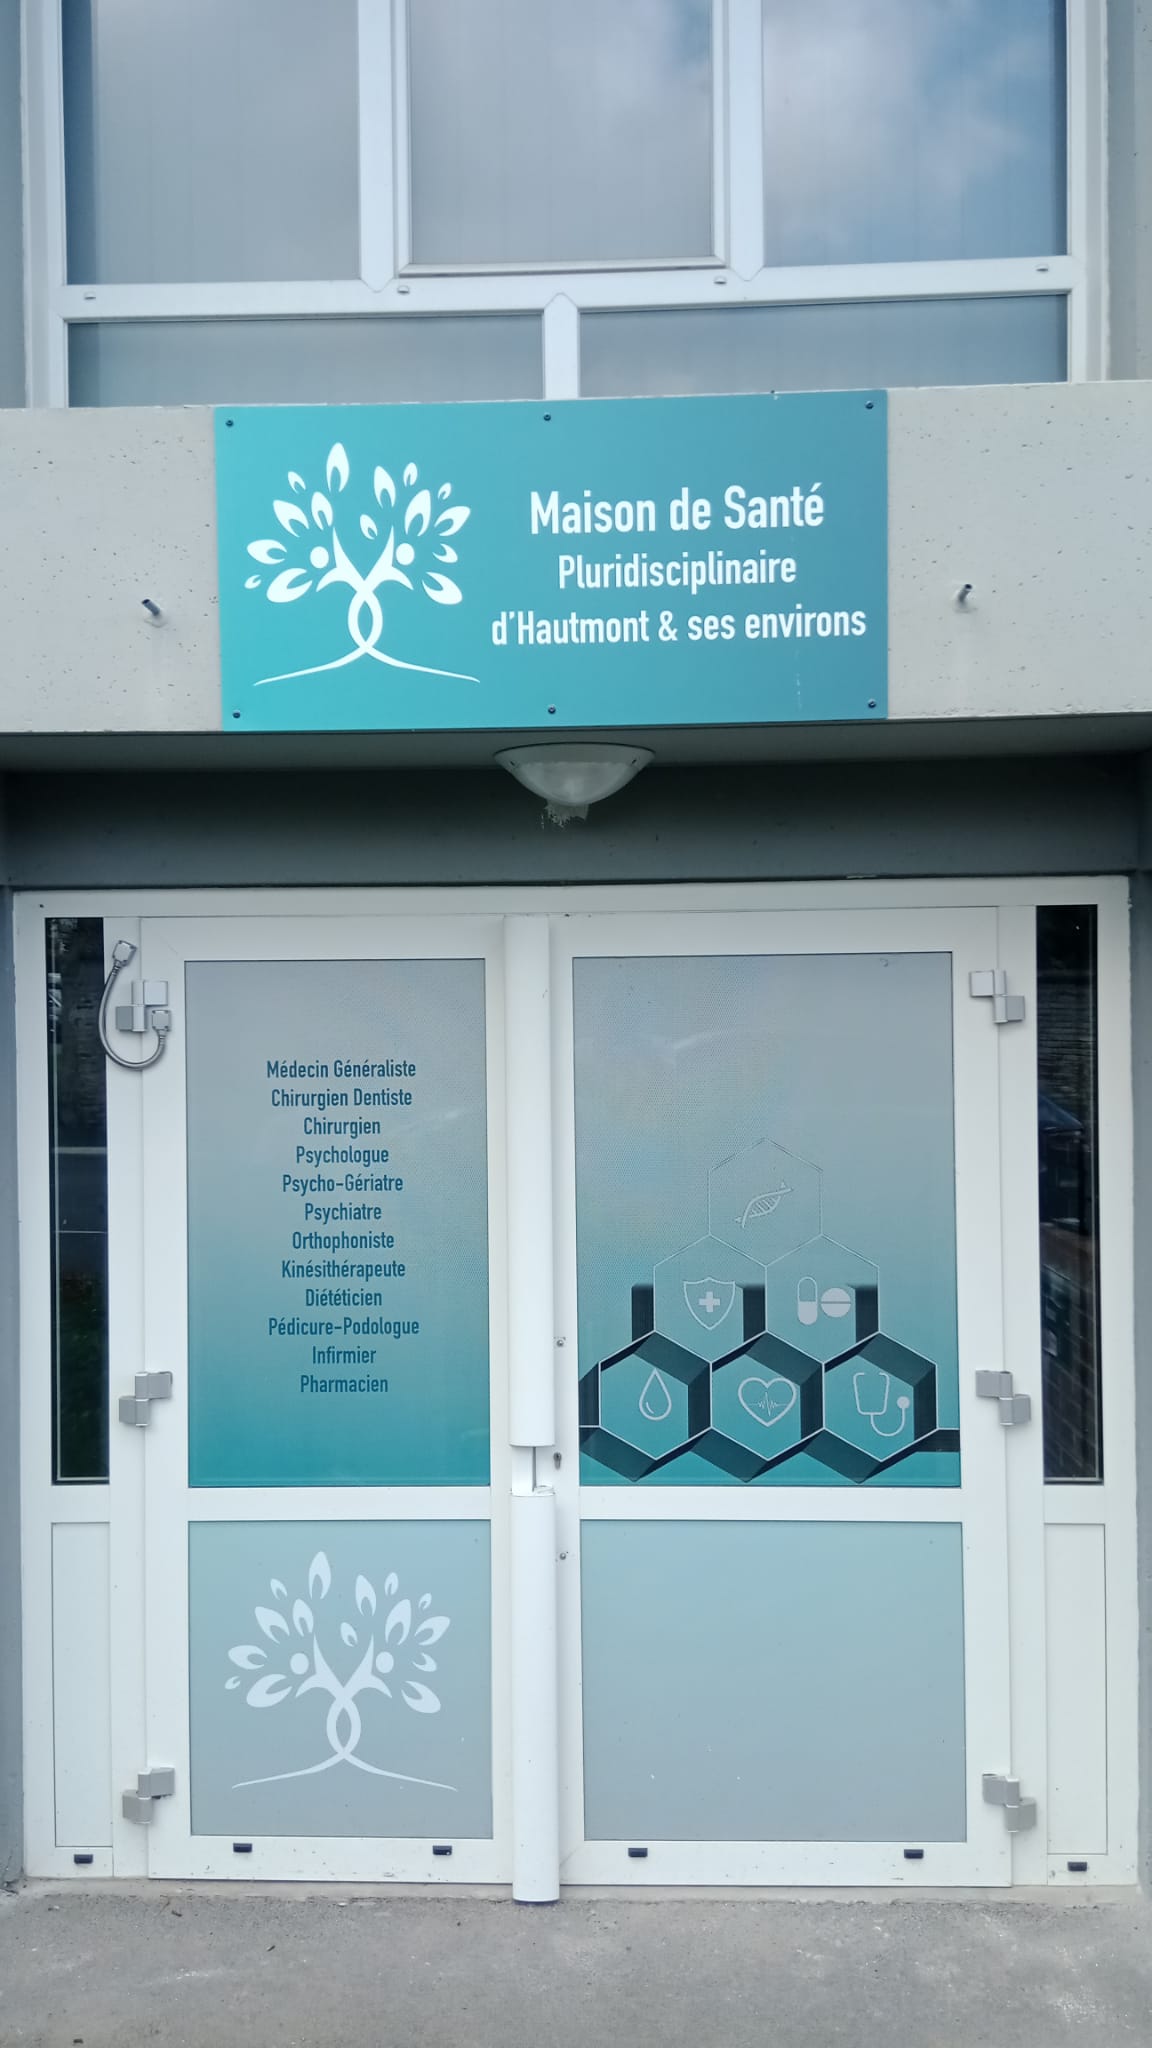 Maison de Santé
Pluridisciplinaire
d'Hautmont & ses environs
Médecin Généraliste
Chirurgien Dentiste
Chirurgien
Psychologue
Psycho-Gériatre
Psychiatre
Orthophoniste
Kinésithérapeute
Diététicien
Pédicure-Podologue
Infirmier
Pharmacien